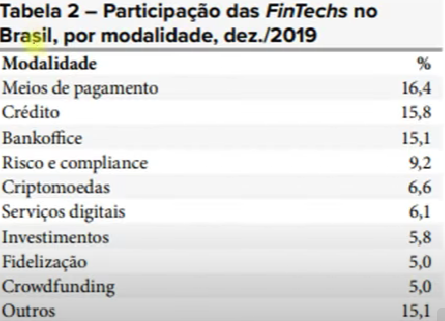 Tabela 2 – Participação das FinTechs no
Brasil, por modalidade, dez./2019
Modalidade %
Meios de pagamento 16,4
Crédito 15,8
Bankoffice 15,1
Risco e compliance 9,2
Criptomoedas 6,6
Serviços digitais 6,1
Investimentos 5,8
Fidelização 5,0
Crowdfunding 5,0
Outros 15,1